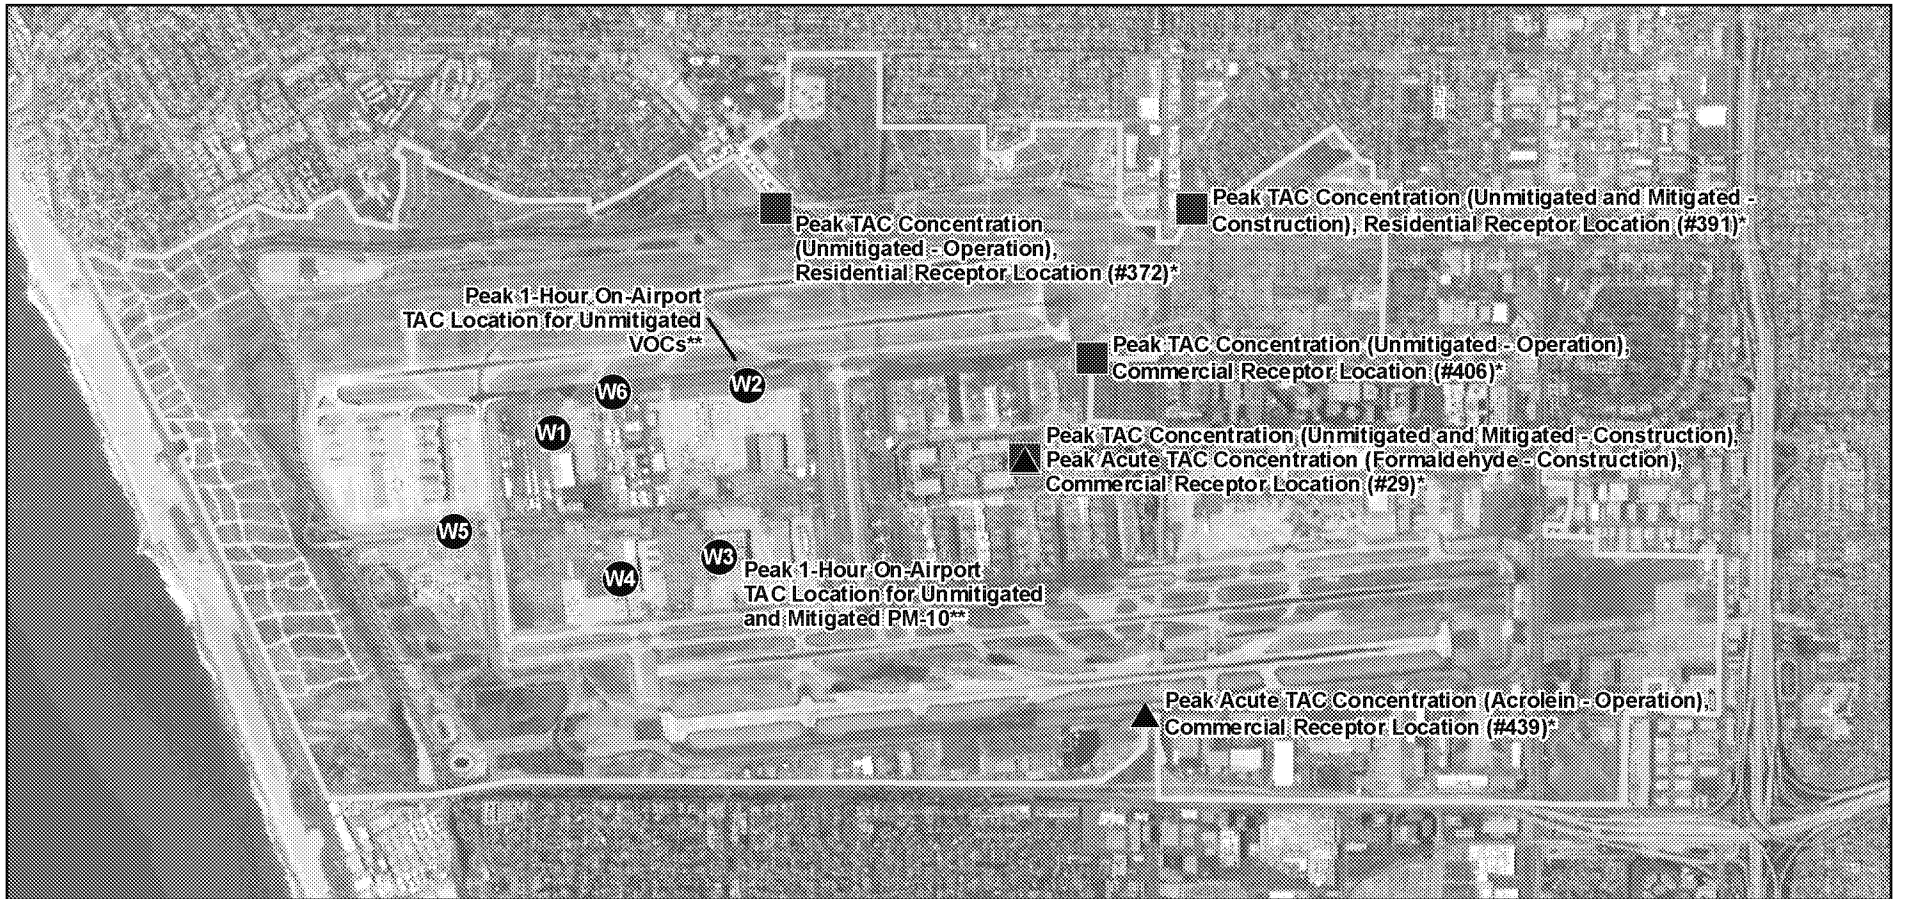 Peak TAC Concentration (Unmitigated and Mitigated -
Construction), Residential Receptor Location (#391)*
Peak TAC Concentration
(Unmitigated - Operation),
Residential Receptor Location (#372)*
Peak 1-Hour On-Airport
TAC Location for Unmitigated
VOCs**
Peak TAC Concentration (Unmitigated - Operation),
Commercial Receptor Location (#406)*
W6
W2
W1
Peak TAC Concentration (Unmitigated and Mitigated - Construction),
Peak Acute TAC Concentration (Formaldehyde - Construction),
Commercial Receptor Location (#29)*
W5
W4
W3
Peak 1-Hour On-Airport
TAC Location for Unmitigated
and Mitigated PM-10**
Peak Acute TAC Concentration (Acrolein - Operation),
Commercial Receptor Location (#439)*